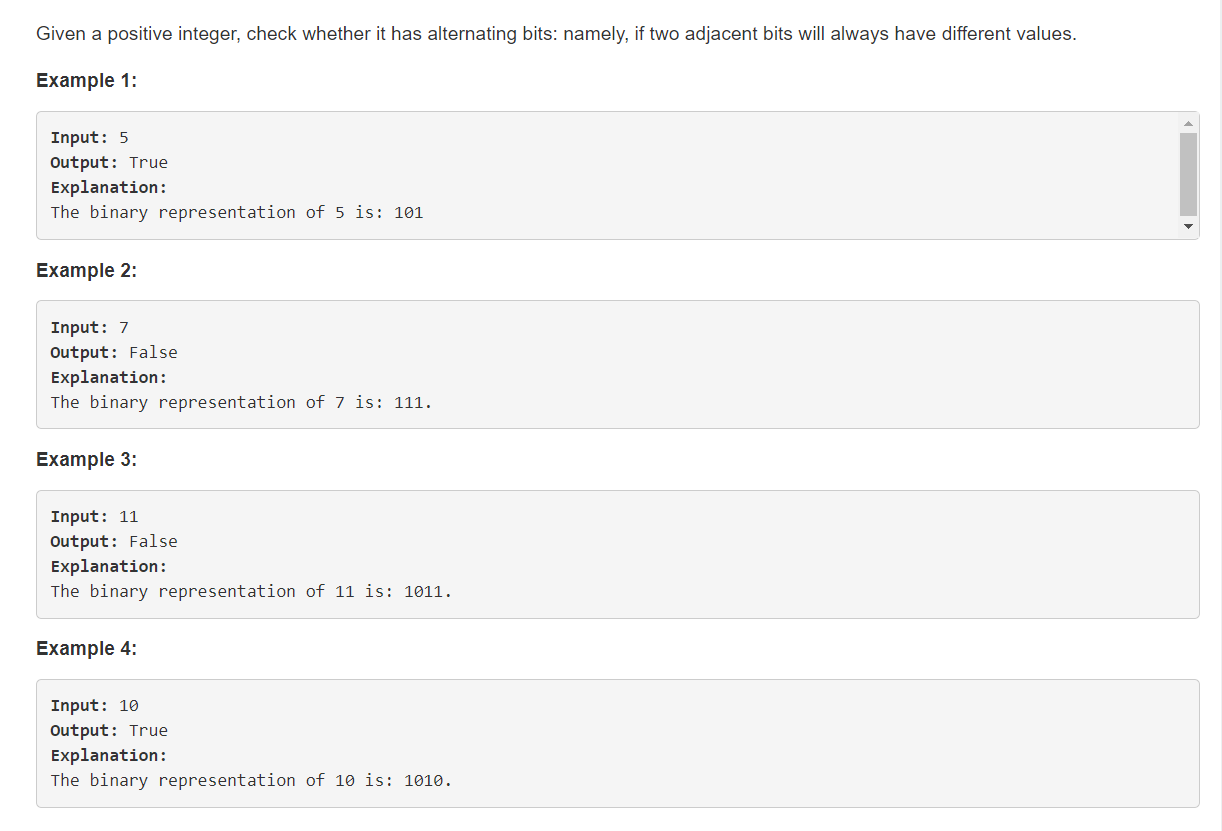 Given a positive integer, check whether it has alternating bits: namely, if two adjacent bits will always have different values.
Example 1:
Input: 5
Output: True
Explanation:
The binary representation of 5 is: 101
Example 2:
Input: 7
Output: False
Explanation:
The binary representation of 7 is: 111.
Example 3:
Input: 11
Output: False
Explanation:
The binary representation of 11 is: 1011.
Example 4:
Input: 10
Output: True
Explanation:
The binary representation of 10 is: 1010.